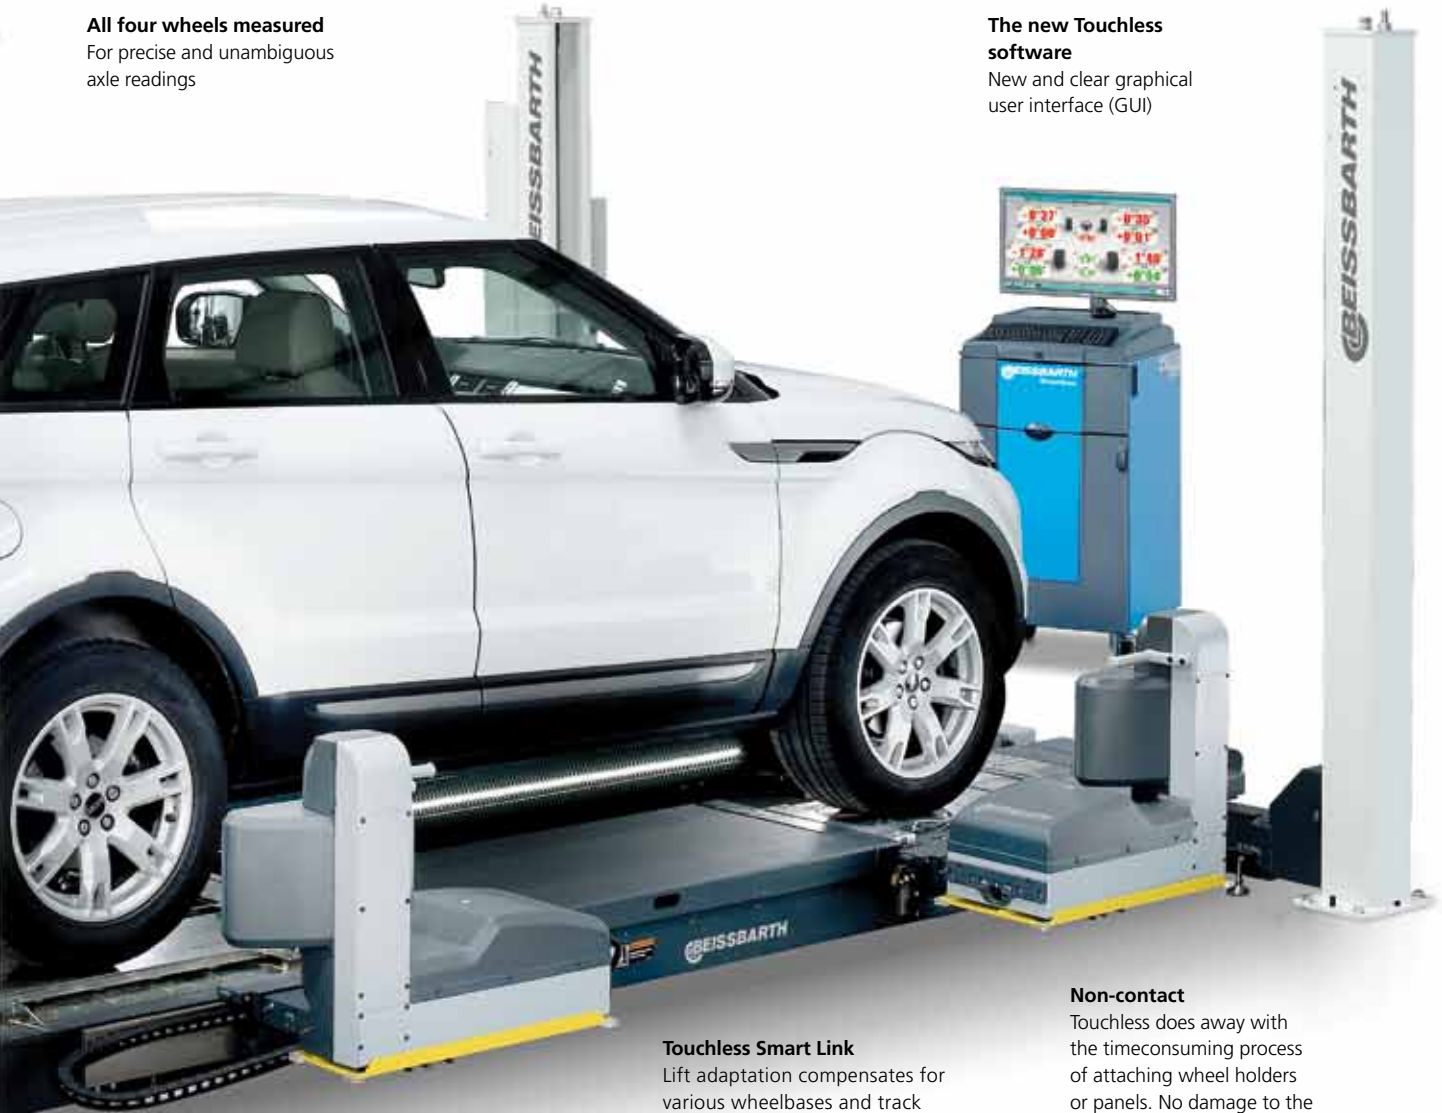 All four wheels measured
For precise and unambiguous
axle readings
The new Touchless
software
New and clear graphical
user interface (GUI)
EISSBARTH
BEISSBARTH
BEISSBARTH
BEISSBARTH
Non-contact
Touchless does away with
the timeconsuming process
of attaching wheel holders
or panels. No damage to the
Touchless Smart Link
Lift adaptation compensates for
various wheelbases and track